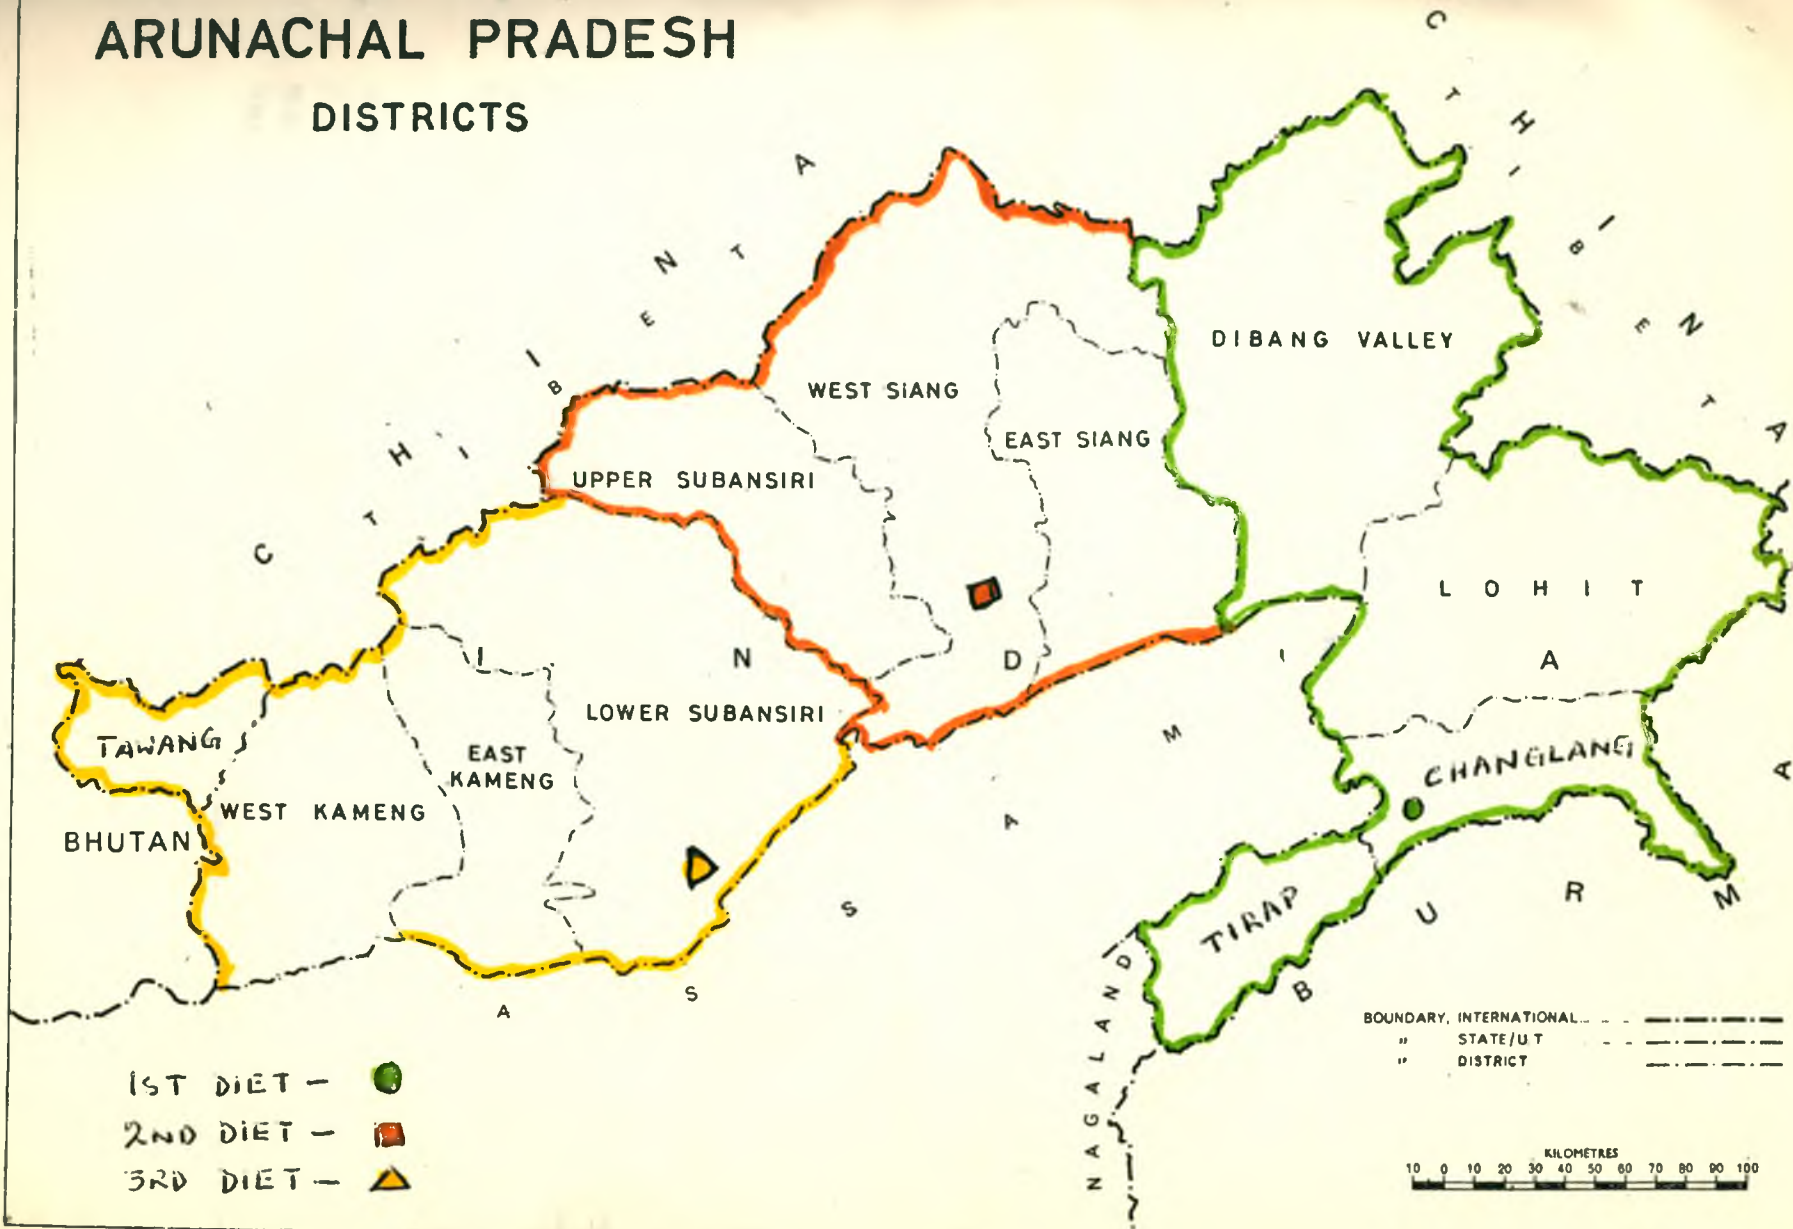 ARUNACHAL PRADESH
DISTRICTS
CHINA
TIBET
CHINA
TIBET
DIBANG VALLEY
WEST SIANG
EAST SIANG
UPPER SUBANSIRI
LOHIT
INDIA
LOWER SUBANSIRI
TAWANG
EAST
KAMENG
CHANGLANG
WEST KAMENG
BHUTAN
TIRAP
ASSAM
BURMA
NAGALAND
BOUNDARY, INTERNATIONAL
" STATE/U T
" DISTRICT
1ST DIET –
2ND DIET –
3RD DIET –
KILOMETRES
10 0 10 20 30 40 50 60 70 80 90 100